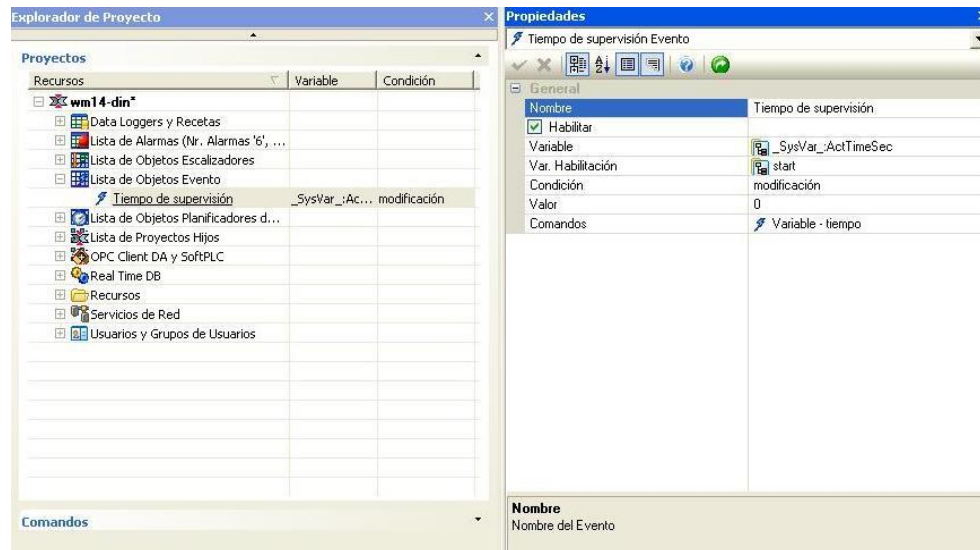 Explorador de Proyecto
Proyectos
Recursos Variable Condición
wm14-din*
Data Loggers y Recetas
Lista de Alarmas (Nr. Alarmas '6', ...
Lista de Objetos Escalizadores
Lista de Objetos Evento
Tiempo de supervisión _SysVar_:Ac... modificación
Lista de Objetos Planificadores d...
Lista de Proyectos Hijos
OPC Client DA y SoftPLC
Real Time DB
Recursos
Servicios de Red
Usuarios y Grupos de Usuarios
Comandos
Propiedades
Tiempo de supervisión Evento
General
Nombre Tiempo de supervisión
Habilitar
Variable _SysVar_:ActTimeSec
Var. Habilitación start
Condición modificación
Valor 0
Comandos Variable - tiempo
Nombre
Nombre del Evento